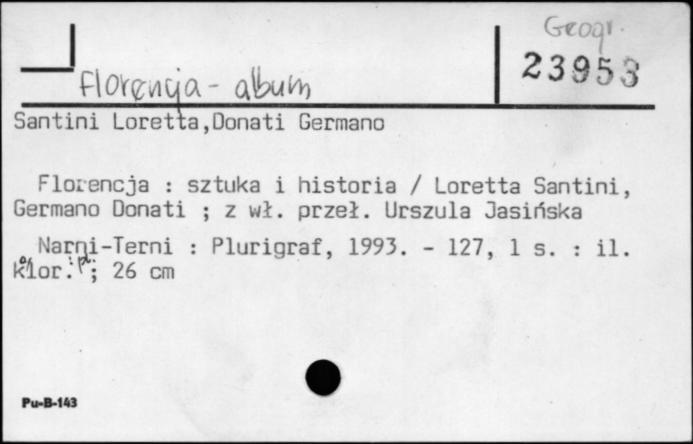 Geogr.
23953
Florencja - album
Santini Loretta,Donati Germano
Florencja : sztuka i historia / Loretta Santini,
Germano Donati ; z wł. przeł. Urszula Jasińska
Narni-Terni : Plurigraf, 1993. - 127, 1 s. : il.
klor. ; 26 cm
Pu-B-143